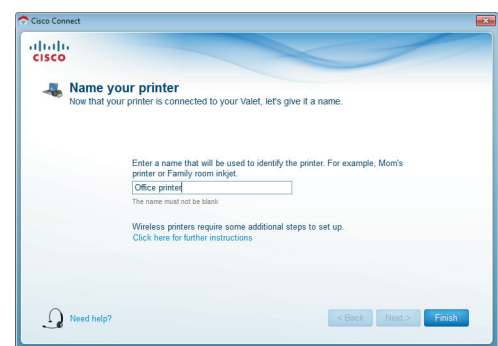 Cisco Connect
CISCO
Name your printer
Now that your printer is connected to your Valet, let's give it a name.
Enter a name that will be used to identify the printer. For example, Mom's
printer or Family room inkjet.
Office printer
The name must not be blank
Wireless printers require some additional steps to set up.
Click here for further instructions
Need help?
< Back Next > Finish